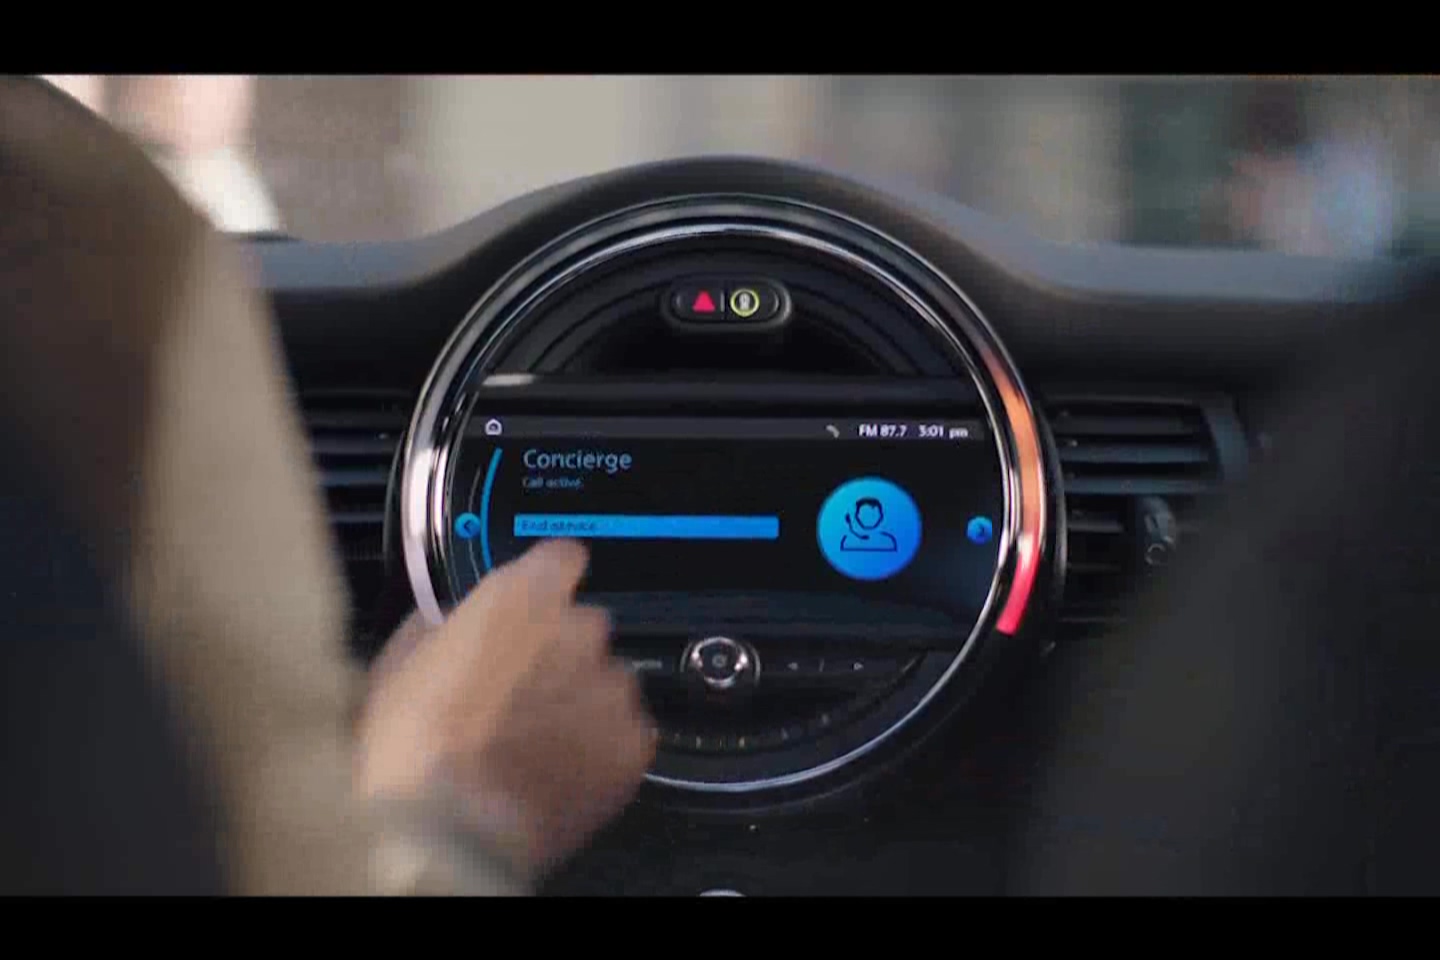 FM 87.7 3:01 pm
Concierge
Call active.
End service